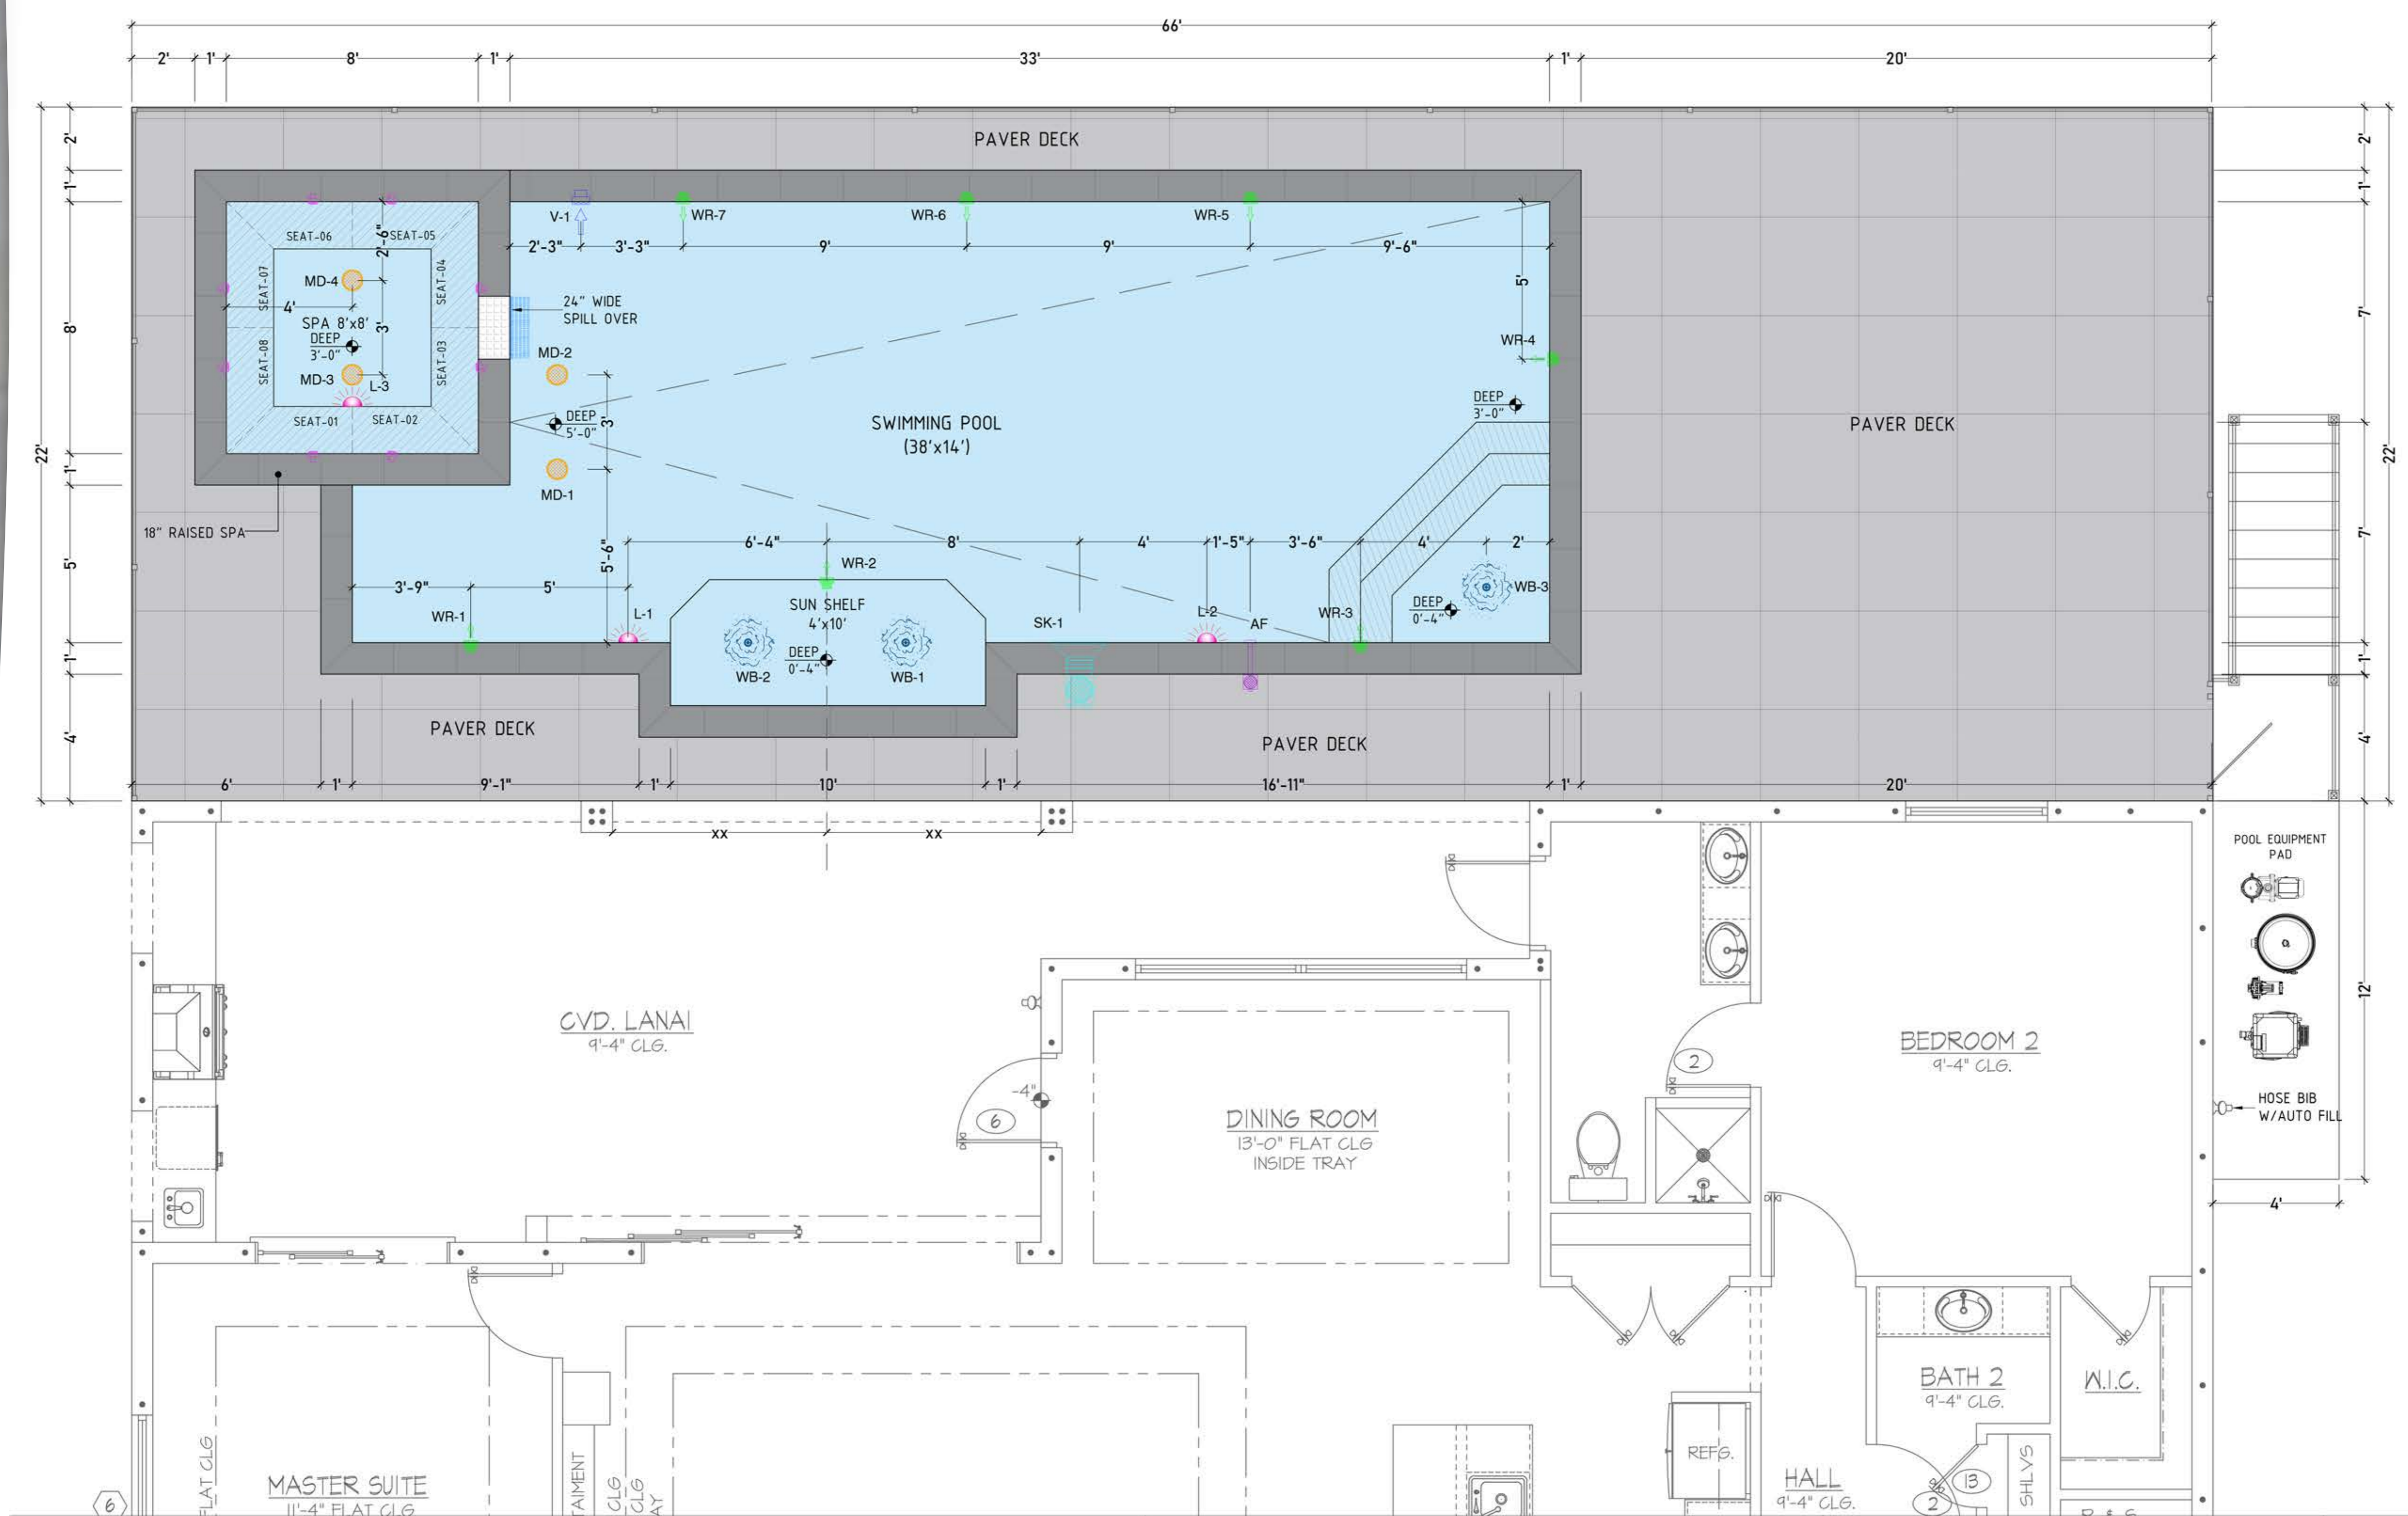 66'
2' 1' 8' 1' 33' 1' 20'
PAVER DECK
V-1 WR-7 WR-6 WR-5
SEAT-06 SEAT-05
2'-6"
2'-3" 3'-3" 9' 9' 9'-6"
SEAT-07 SEAT-04
MD-4
4'
24" WIDE
SPILL OVER
SPA 8'x8'
DEEP
3'-0"
3'
5'
WR-4
MD-2
SEAT-08 SEAT-03
MD-3 L-3
SEAT-01 SEAT-02
DEEP
5'-0"
3'
MD-1
SWIMMING POOL
(38'x14')
DEEP
3'-0"
PAVER DECK
22'
2'
1'
8'
1'
5'
1'
4'
2'
1'
7'
7'
1'
4'
22'
12'
18" RAISED SPA
6'-4" 8' 4' 1'-5" 3'-6" 4' 2'
5'-6"
WR-2
3'-9" 5'
WR-1 L-1
SUN SHELF
4'x10'
DEEP
0'-4"
WB-2 WB-1
SK-1 L-2 AF WR-3
DEEP
0'-4"
WB-3
PAVER DECK
PAVER DECK
6' 1' 9'-1" 1' 10' 1' 16'-11" 1' 20'
XX XX
POOL EQUIPMENT
PAD
HOSE BIB
W/AUTO FILL
4'
CVD. LANAI
9'-4" CLG.
-4"
6
DINING ROOM
13'-0" FLAT CLG
INSIDE TRAY
2
BEDROOM 2
9'-4" CLG.
BATH 2
9'-4" CLG.
W.I.C.
REFG.
HALL
9'-4" CLG.
13
2
SHLVS
MASTER SUITE
11'-4" FLAT CLG
FLAT CLG
6
TAIMENT
CLG
CLG
AY